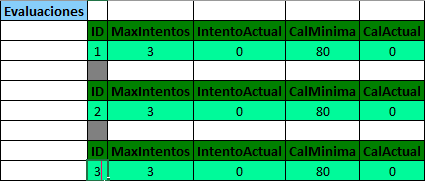 Evaluaciones
ID MaxIntentos IntentoActual CalMinima CalActual
1 3 0 80 0
ID MaxIntentos IntentoActual CalMinima CalActual
2 3 0 80 0
ID MaxIntentos IntentoActual CalMinima CalActual
3 3 0 80 0